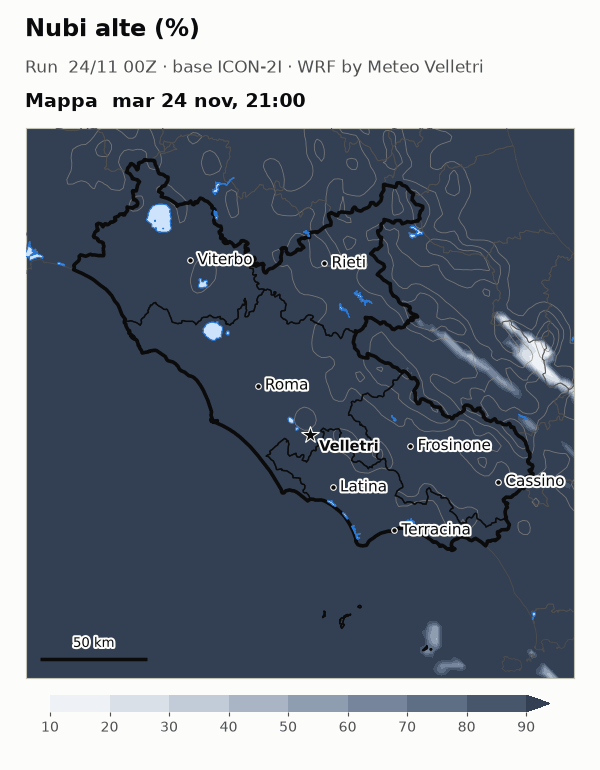 Nubi alte (%)
Run  24/11 00Z · base ICON-2I · WRF by Meteo Velletri
Mappa  mar 24 nov, 21:00
Viterbo
Rieti
Roma
Velletri
Frosinone
Cassino
Latina
Terracina
50 km
10 20 30 40 50 60 70 80 90